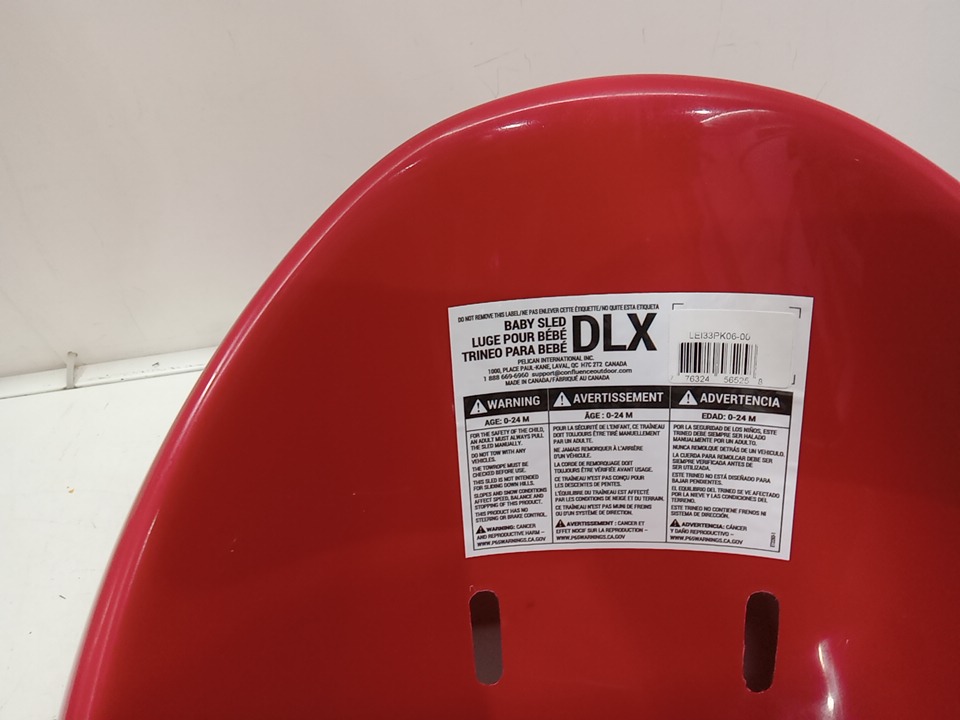 DO NOT REMOVE THIS LABEL/NE PAS ENLEVER CETTE ÉTIQUETTE/NO QUITE ESTA ETIQUETA
BABY SLED
LUGE POUR BÉBÉ
TRINEO PARA BEBÉ
DLX
PELICAN INTERNATIONAL INC.
1000, PLACE PAUL-KANE, LAVAL, QC H7C 2T2 CANADA
1 888 669-6960 support@confluenceoutdoor.com
MADE IN CANADA/FABRIQUÉ AU CANADA
LEI33PK06-00
76324 56525 8
WARNING
AGE: 0-24 M
FOR THE SAFETY OF THE CHILD,
AN ADULT MUST ALWAYS PULL
THE SLED MANUALLY.
DO NOT TOW WITH ANY
VEHICLES.
THE TOWROPE MUST BE
CHECKED BEFORE USE.
THIS SLED IS NOT INTENDED
FOR SLIDING DOWN HILLS.
SLOPES AND SNOW CONDITIONS
AFFECT SPEED, BALANCE AND
STOPPING OF THIS PRODUCT.
THIS PRODUCT HAS NO
STEERING OR BRAKE CONTROL.
WARNING: CANCER
AND REPRODUCTIVE HARM –
WWW.P65WARNINGS.CA.GOV
AVERTISSEMENT
ÂGE : 0-24 M
POUR LA SÉCURITÉ DE L'ENFANT, CE TRAÎNEAU
DOIT TOUJOURS ÊTRE TIRÉ MANUELLEMENT
PAR UN ADULTE.
NE JAMAIS REMORQUER À L'ARRIÈRE
D'UN VÉHICULE.
LA CORDE DE REMORQUAGE DOIT
TOUJOURS ÊTRE VÉRIFIÉE AVANT USAGE.
CE TRAÎNEAU N'EST PAS CONÇU POUR
LES DESCENTES DE PENTES.
L'ÉQUILIBRE DU TRAÎNEAU EST AFFECTÉ
PAR LES CONDITIONS DE NEIGE ET DU TERRAIN.
CE TRAÎNEAU N'EST PAS MUNI DE FREINS
OU D'UN SYSTÈME DE DIRECTION.
AVERTISSEMENT : CANCER ET
EFFET NOCIF SUR LA REPRODUCTION –
WWW.P65WARNINGS.CA.GOV
ADVERTENCIA
EDAD: 0-24 M
POR LA SEGURIDAD DE LOS NIÑOS, ESTE
TRINEO DEBE SIEMPRE SER HALADO
MANUALMENTE POR UN ADULTO.
NUNCA REMOLQUE DETRÁS DE UN VEHÍCULO.
LA CUERDA PARA REMOLCAR DEBE SER
SIEMPRE VERIFICADA ANTES DE
SER UTILIZADA.
ESTE TRINEO NO ESTÁ DISEÑADO PARA
BAJAR PENDIENTES.
EL EQUILIBRIO DEL TRINEO SE VE AFECTADO
POR LA NIEVE Y LAS CONDICIONES DEL
TERRENO.
ESTE TRINEO NO CONTIENE FRENOS NI
SISTEMA DE DIRECCIÓN.
ADVERTENCIA: CÁNCER
Y DAÑO REPRODUCTIVO –
WWW.P65WARNINGS.CA.GOV